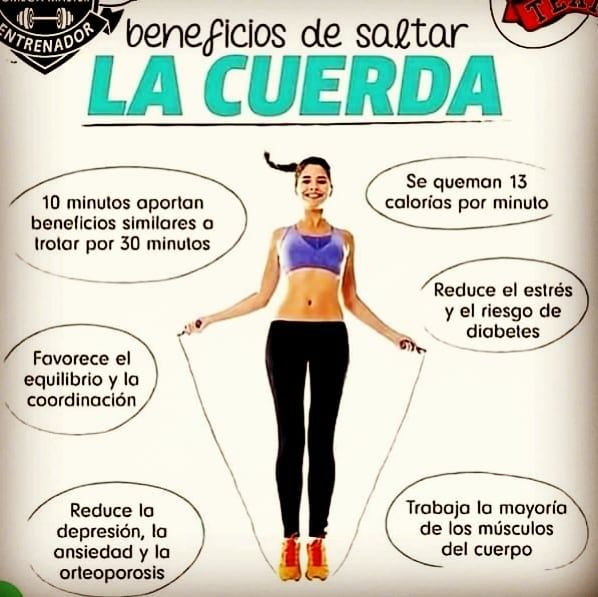 ENTRENADOR
beneficios de saltar
LA CUERDA
10 minutos aportan
beneficios similares a
trotar por 30 minutos
Se queman 13
calorías por minuto
Reduce el estrés
y el riesgo de
diabetes
Favorece el
equilibrio y la
coordinación
Reduce la
depresión, la
ansiedad y la
orteoporosis
Trabaja la mayoría
de los músculos
del cuerpo